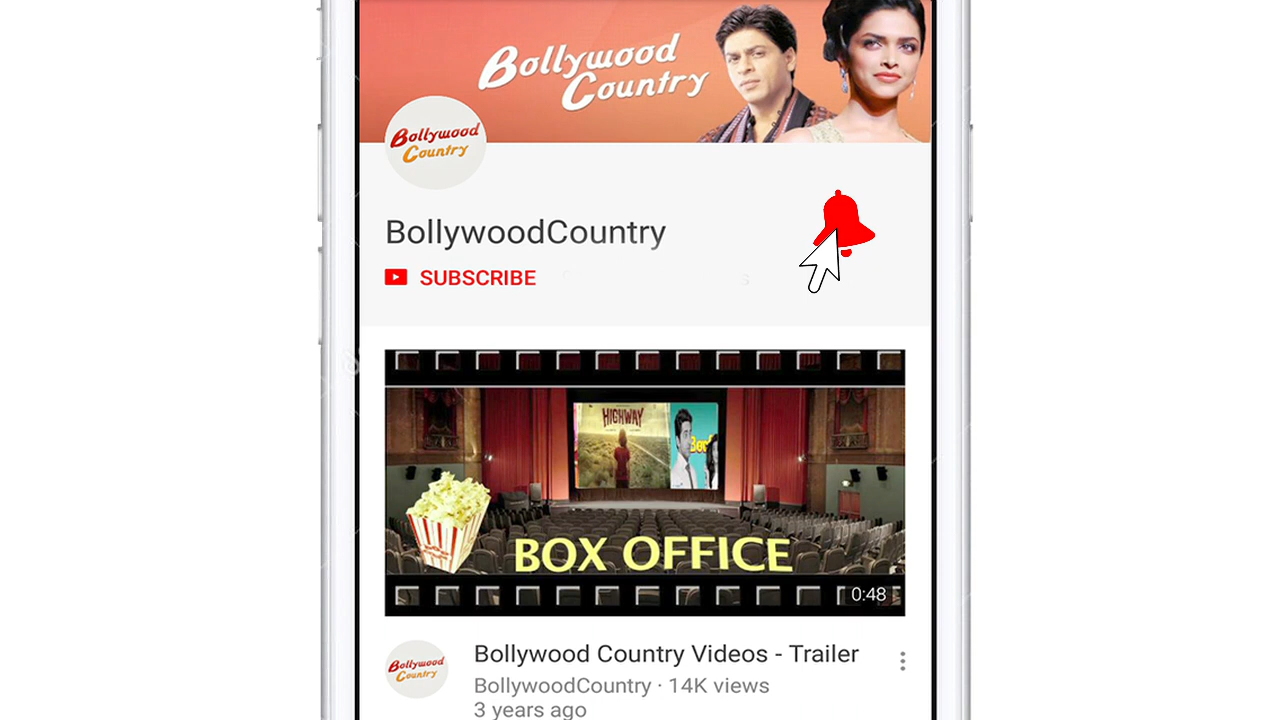 Bollywood
Country
Bollywood
Country
BollywoodCountry
SUBSCRIBE
HIGHWAY
BOX OFFICE
0:48
Bollywood
Country
Bollywood Country Videos - Trailer
BollywoodCountry · 14K views
3 years ago